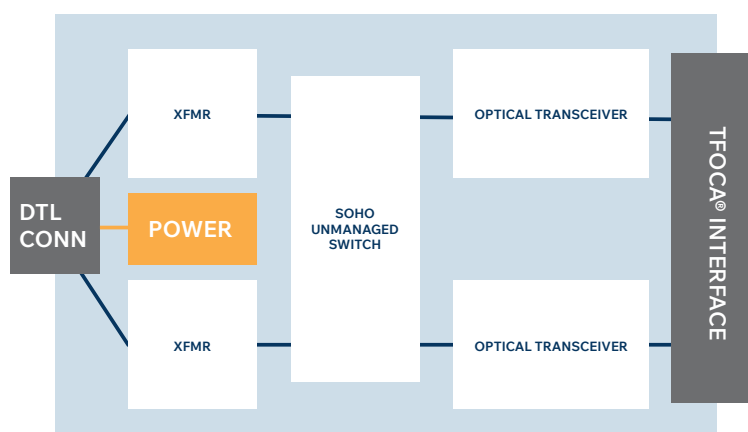 XFMR
OPTICAL TRANSCEIVER
DTL
CONN
POWER
SOHO
UNMANAGED
SWITCH
TFOCA® INTERFACE
XFMR
OPTICAL TRANSCEIVER